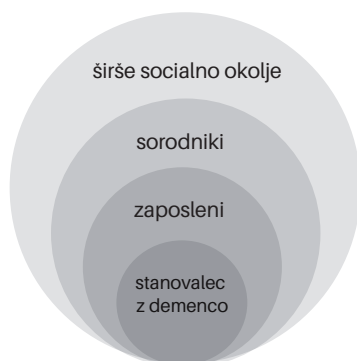 širše socialno okolje
sorodniki
zaposleni
stanovalec
z demenco